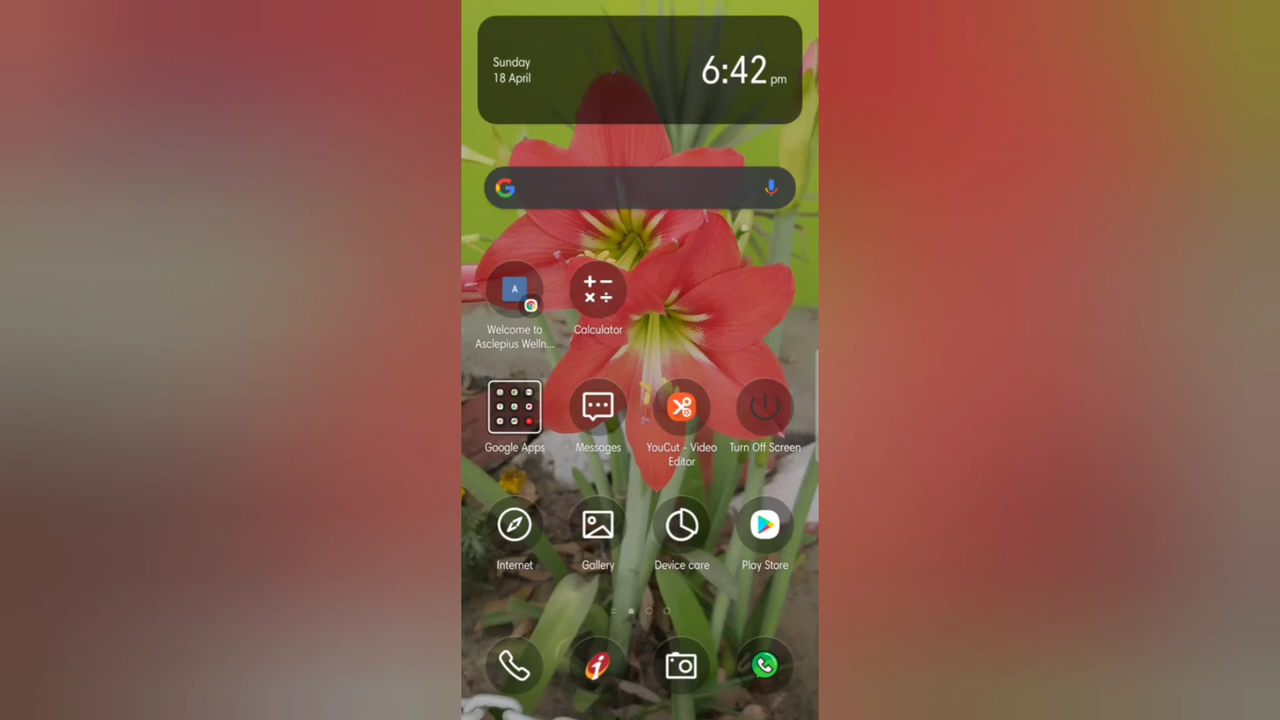 Sunday
18 April
6:42 pm
A
Welcome to
Asclepius Welln...
Calculator
Google Apps
Messages
YouCut - Video
Editor
Turn Off Screen
Internet
Gallery
Device care
Play Store